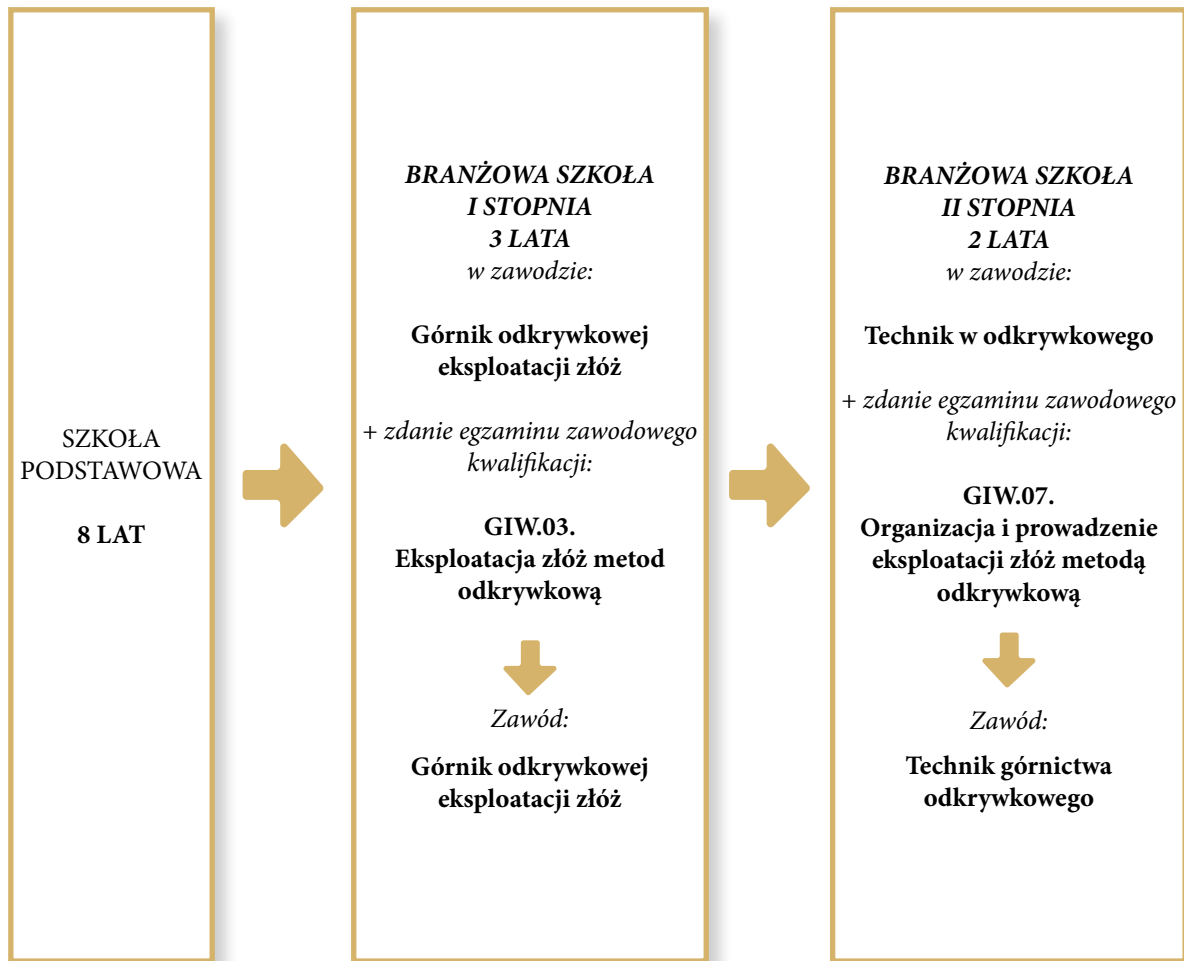 SZKOŁA
PODSTAWOWA
8 LAT
BRANŻOWA SZKOŁA
I STOPNIA
3 LATA
w zawodzie:
Górnik odkrywkowej
eksploatacji złóż
+ zdanie egzaminu zawodowego
kwalifikacji:
GIW.03.
Eksploatacja złóż metod
odkrywkową
Zawód:
Górnik odkrywkowej
eksploatacji złóż
BRANŻOWA SZKOŁA
II STOPNIA
2 LATA
w zawodzie:
Technik w odkrywkowego
+ zdanie egzaminu zawodowego
kwalifikacji:
GIW.07.
Organizacja i prowadzenie
eksploatacji złóż metodą
odkrywkową
Zawód:
Technik górnictwa
odkrywkowego